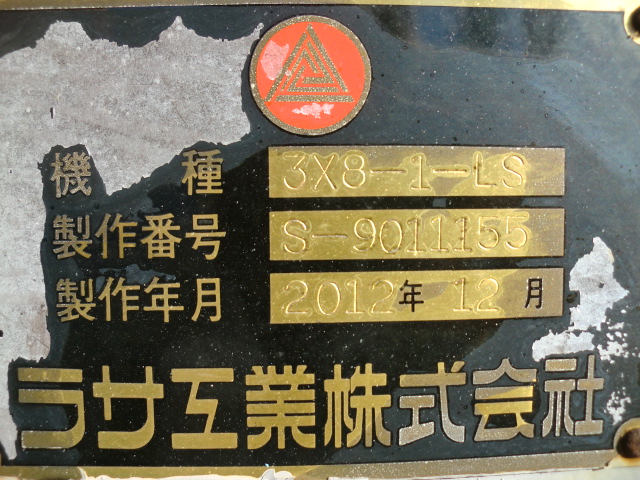 機種 3X8-1-LS
製作番号 S-9011155
製作年月 2012年 12月
ラサ工業株式会社